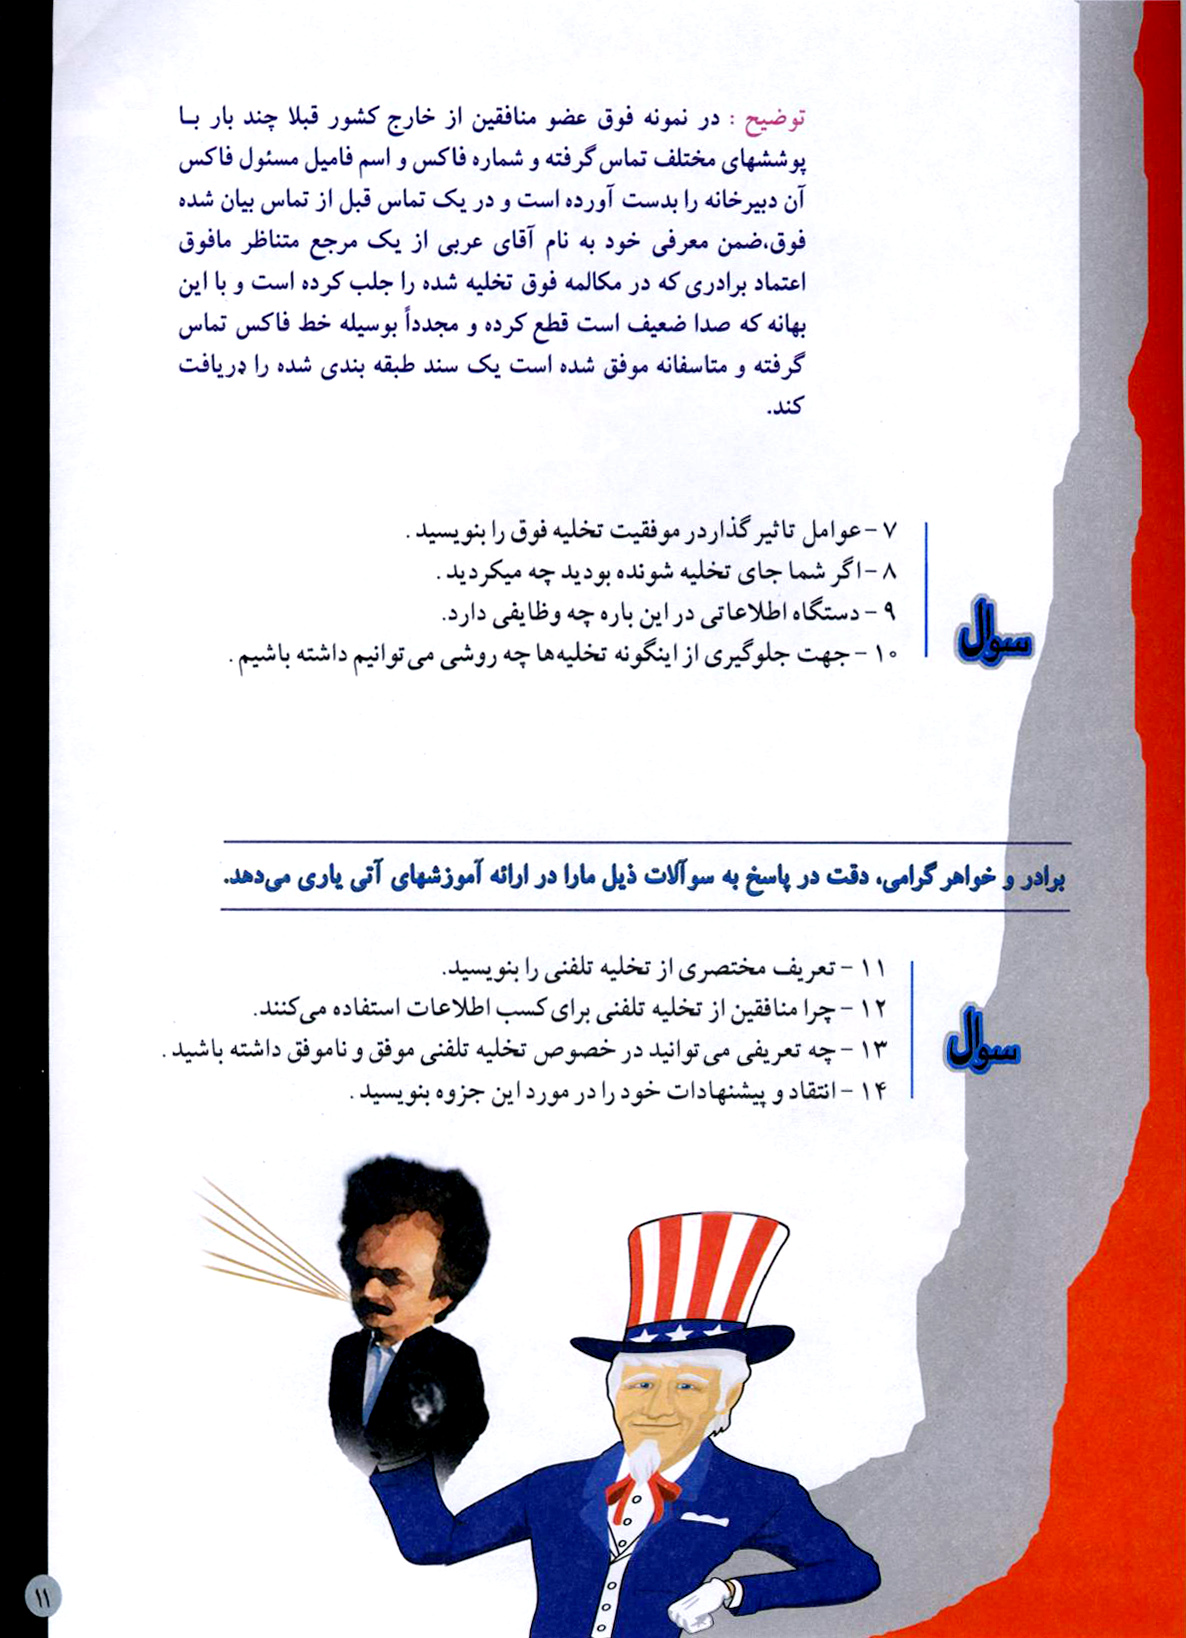 توضیح : در نمونه فوق عضو منافقین از خارج کشور قبلا چند بار با
پوششهای مختلف تماس گرفته و شماره فاکس و اسم فامیل مسئول فاکس
آن دبیرخانه را بدست آورده است و در یک تماس قبل از تماس بیان شده
فوق،ضمن معرفی خود به نام آقای عربی از یک مرجع متناظر مافوق
اعتماد برادری که در مکالمه فوق تخلیه شده را جلب کرده است و با این
بهانه که صدا ضعیف است قطع کرده و مجدداً بوسیله خط فاکس تماس
گرفته و متاسفانه موفق شده است یک سند طبقه بندی شده را دریافت
کند.
۷ - عوامل تاثیر گذاردر موفقیت تخلیه فوق را بنویسید .
۸ - اگر شما جای تخلیه شونده بودید چه میکردید .
۹ - دستگاه اطلاعاتی در این باره چه وظایفی دارد.
۱۰ - جهت جلوگیری از اینگونه تخلیه‌ها چه روشی می‌توانیم داشته باشیم .
سوال
برادر و خواهر گرامی، دقت در پاسخ به سوآلات ذیل مارا در ارائه آموزشهای آتی یاری می‌دهد.
۱۱ - تعریف مختصری از تخلیه تلفنی را بنویسید.
۱۲ - چرا منافقین از تخلیه تلفنی برای کسب اطلاعات استفاده می‌کنند.
۱۳ - چه تعریفی می‌توانید در خصوص تخلیه تلفنی موفق و ناموفق داشته باشید .
۱۴ - انتقاد و پیشنهادات خود را در مورد این جزوه بنویسید .
سوال
۱۱